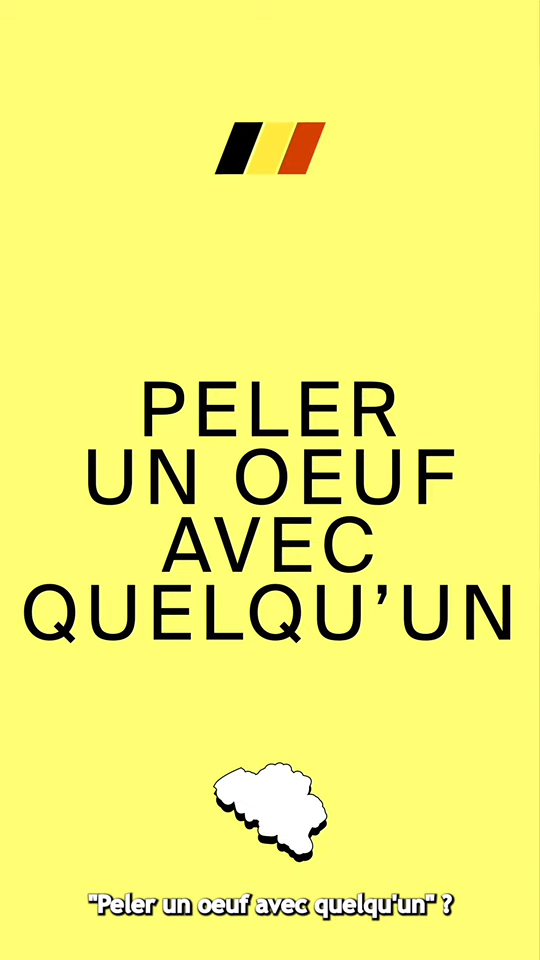 PELER
UN OEUF
AVEC
QUELQU’UN
"Peler un oeuf avec quelqu'un" ?